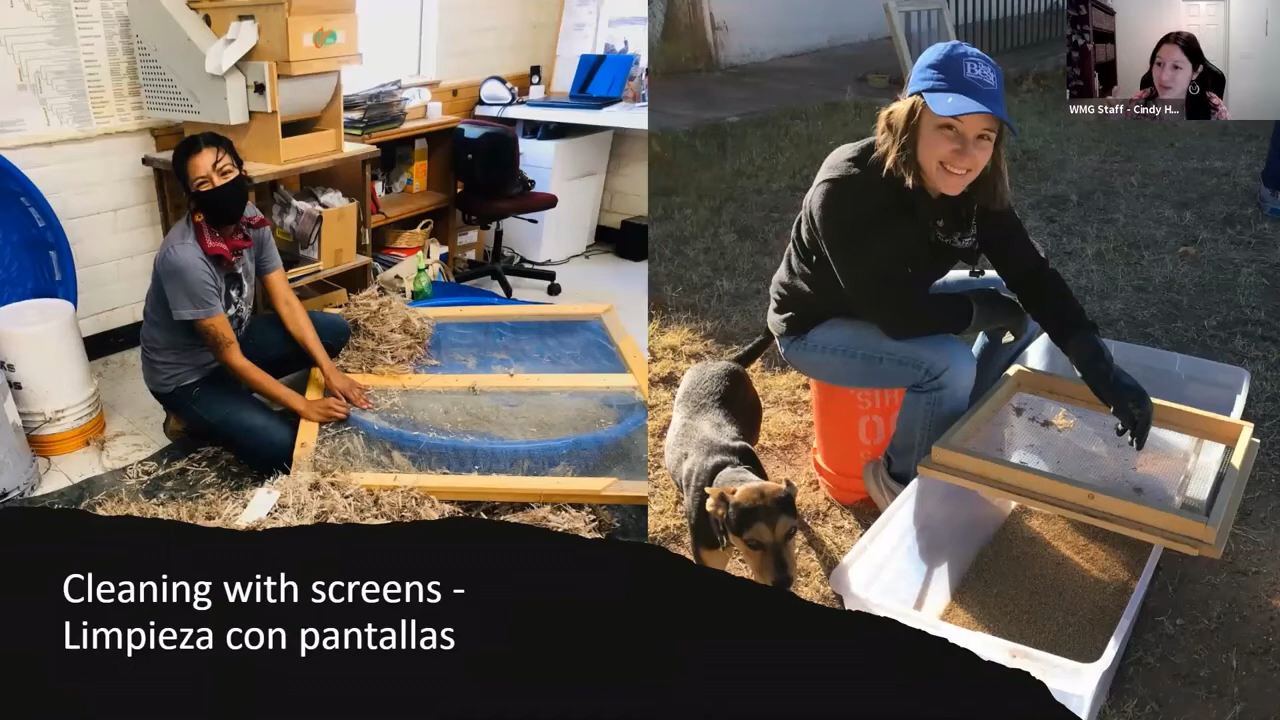 WMG Staff - Cindy H...
Cleaning with screens -
Limpieza con pantallas